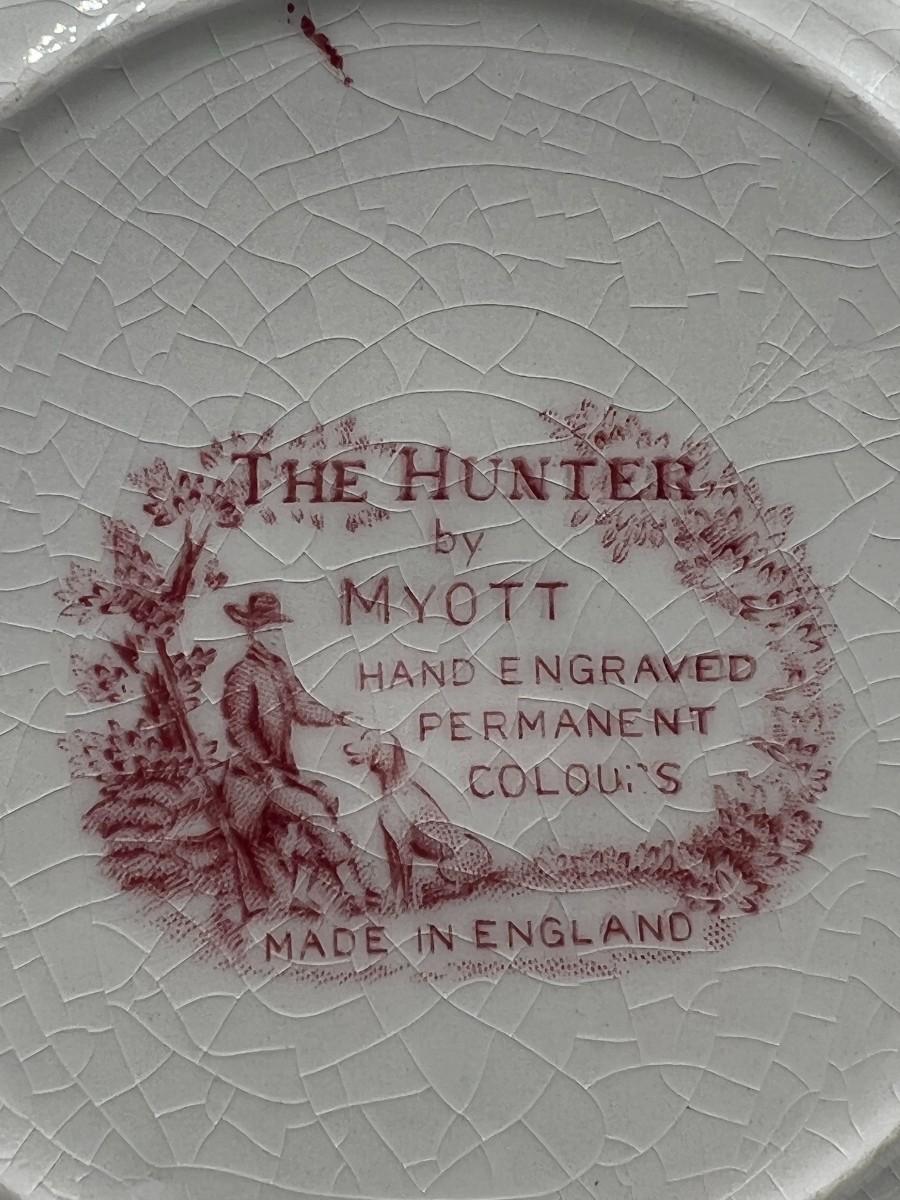 THE HUNTER
by
MYOTT
HAND ENGRAVED
PERMANENT
COLOURS
MADE IN ENGLAND